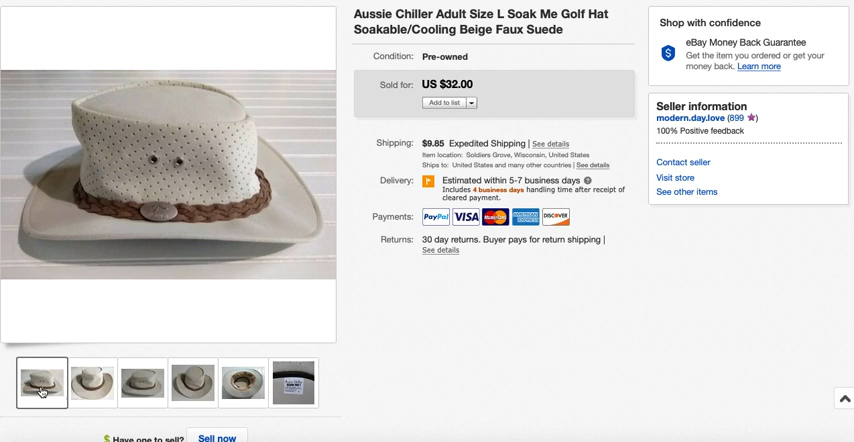 Aussie Chiller Adult Size L Soak Me Golf Hat
Soakable/Cooling Beige Faux Suede
Condition: Pre-owned
Sold for: US $32.00
Add to list
Shipping: $9.85 Expedited Shipping | See details
Item location: Soldiers Grove, Wisconsin, United States
Ships to: United States and many other countries | See details
Delivery: Estimated within 5-7 business days ?
Includes 4 business days handling time after receipt of
cleared payment.
Payments: PayPal VISA MasterCard AMERICAN EXPRESS DISCOVER
Returns: 30 day returns. Buyer pays for return shipping |
See details
Shop with confidence
eBay Money Back Guarantee
Get the item you ordered or get your
money back. Learn more
Seller information
modern.day.love (899 )
100% Positive feedback
Contact seller
Visit store
See other items
$ Have one to sell? Sell now